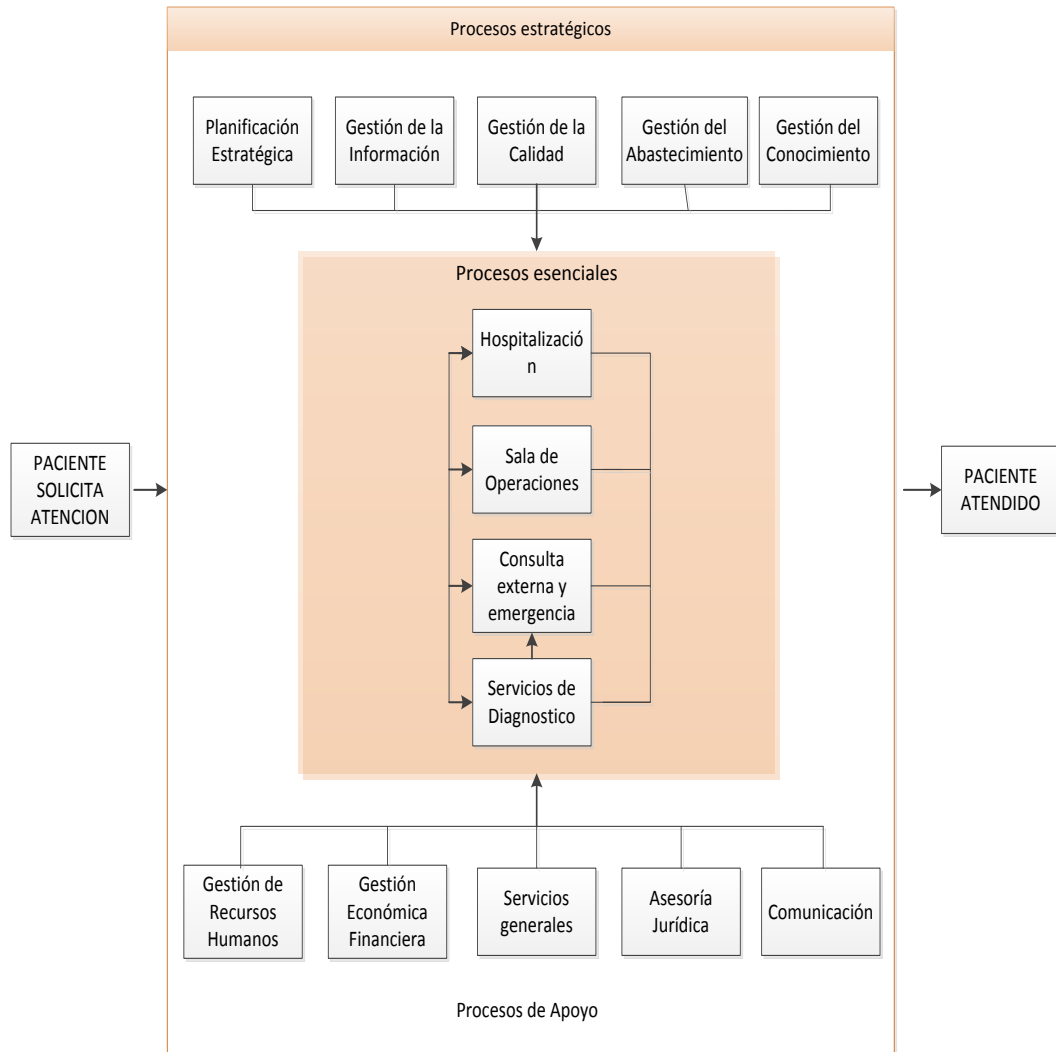 Procesos estratégicos
Planificación
Estratégica
Gestión de la
Información
Gestión de la
Calidad
Gestión del
Abastecimiento
Gestión del
Conocimiento
Procesos esenciales
Hospitalizació
n
Sala de
Operaciones
Consulta
externa y
emergencia
Servicios de
Diagnostico
PACIENTE
SOLICITA
ATENCION
PACIENTE
ATENDIDO
Gestión de
Recursos
Humanos
Gestión
Económica
Financiera
Servicios
generales
Asesoría
Jurídica
Comunicación
Procesos de Apoyo